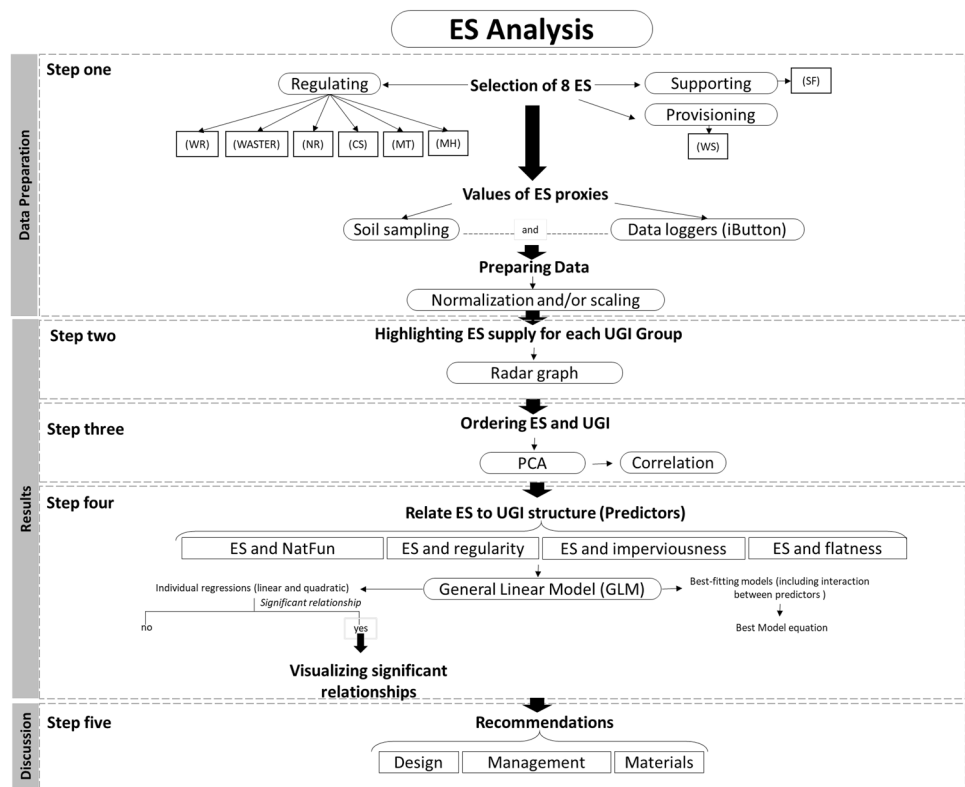 ES Analysis
Data Preparation
Step one
Regulating
Selection of 8 ES
Supporting
(SF)
Provisioning
(WR)
(WASTER)
(NR)
(CS)
(MT)
(MH)
(WS)
Values of ES proxies
Soil sampling
and
Data loggers (iButton)
Preparing Data
Normalization and/or scaling
Results
Step two
Highlighting ES supply for each UGI Group
Radar graph
Step three
Ordering ES and UGI
PCA
Correlation
Step four
Relate ES to UGI structure (Predictors)
ES and NatFun
ES and regularity
ES and imperviousness
ES and flatness
Individual regressions (linear and quadratic)
General Linear Model (GLM)
Best-fitting models (including interaction
between predictors )
Significant relationship
no
yes
Best Model equation
Visualizing significant
relationships
Discussion
Step five
Recommendations
Design
Management
Materials